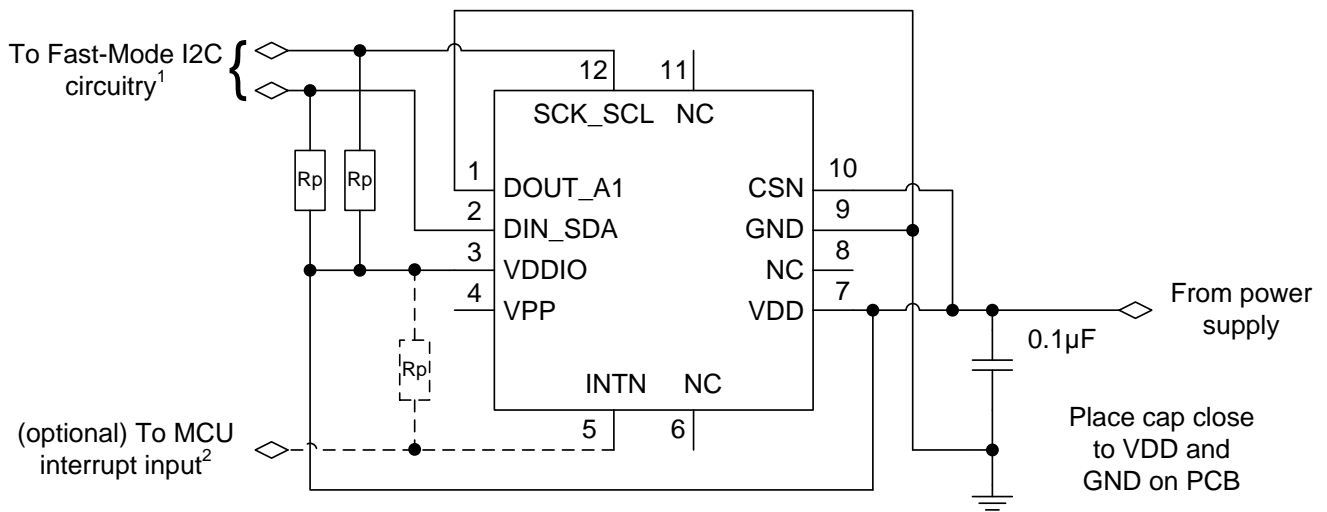 To Fast-Mode I2C
circuitry1
{
12
11
SCK_SCL NC
Rp
Rp
1
DOUT_A1
2
DIN_SDA
3
VDDIO
4
VPP
CSN
10
GND
9
NC
8
VDD
7
From power
supply
0.1µF
Rp
INTN NC
5
6
(optional) To MCU
interrupt input2
Place cap close
to VDD and
GND on PCB